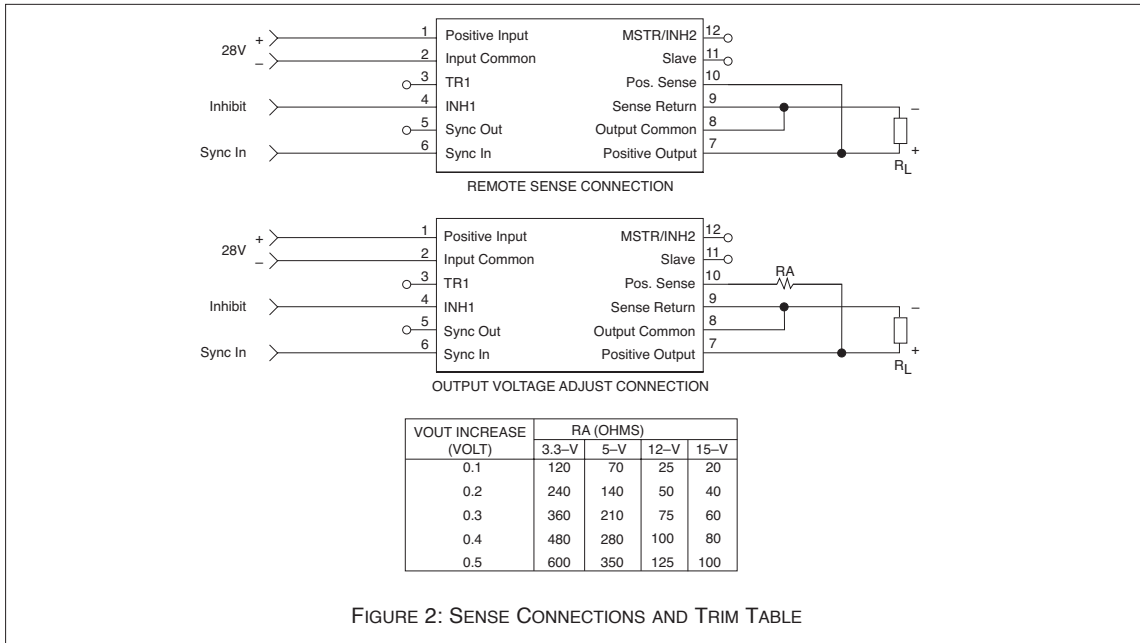 1 Positive Input MSTR/INH2 12
28V + − 2 Input Common Slave 11
3 TR1 Pos. Sense 10
Inhibit 4 INH1 Sense Return 9 −
5 Sync Out Output Common 8
Sync In 6 Sync In Positive Output 7 +
RL
REMOTE SENSE CONNECTION
1 Positive Input MSTR/INH2 12
28V + − 2 Input Common Slave 11
3 TR1 Pos. Sense 10 RA
Inhibit 4 INH1 Sense Return 9 −
5 Sync Out Output Common 8
Sync In 6 Sync In Positive Output 7 +
RL
OUTPUT VOLTAGE ADJUST CONNECTION
VOUT INCREASE RA (OHMS)
(VOLT) 3.3–V 5–V 12–V 15–V
0.1 120 70 25 20
0.2 240 140 50 40
0.3 360 210 75 60
0.4 480 280 100 80
0.5 600 350 125 100
FIGURE 2: SENSE CONNECTIONS AND TRIM TABLE